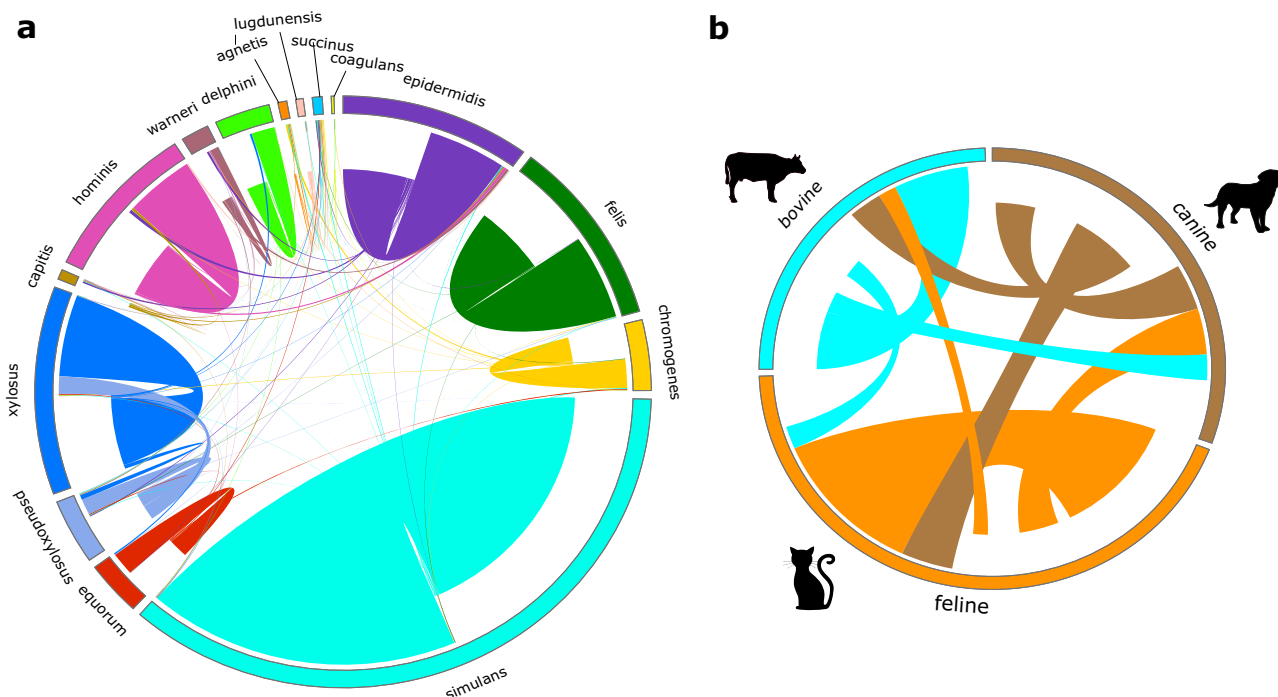 a
lugdunensis
agnetis
succinus
coagulans
delphini
epidermidis
warneri
hominis
felis
capitis
chromogenes
xylosus
pseudoxylosus
equorum
simulans
b
bovine
canine
feline